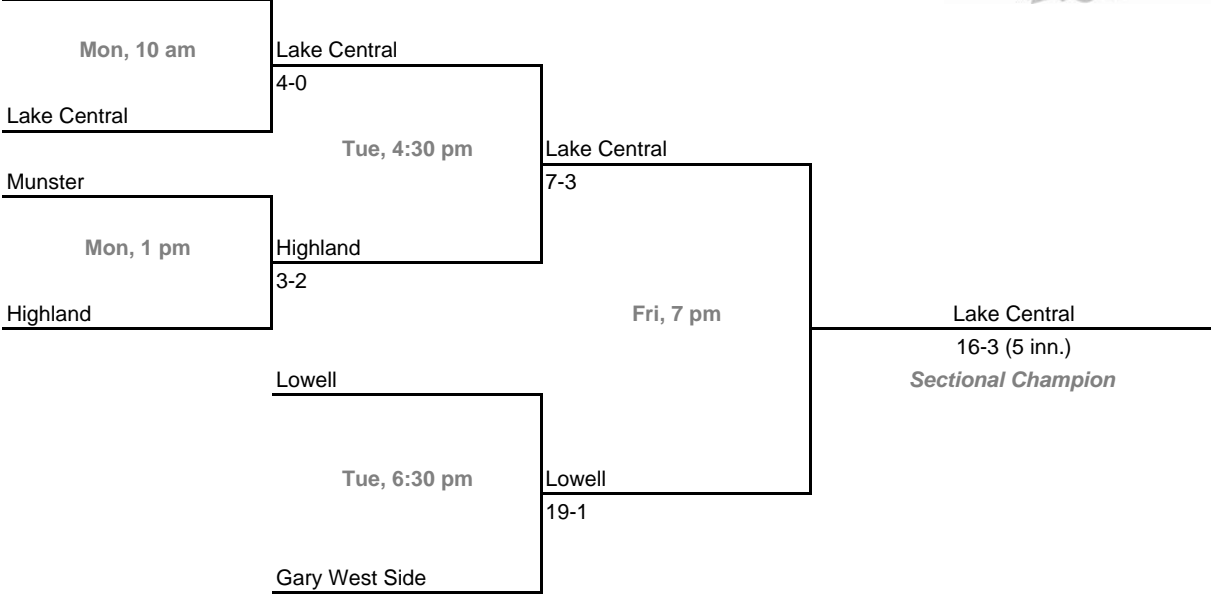 Mon, 10 am
Lake Central
4-0
Lake Central
Tue, 4:30 pm
Lake Central
Munster
7-3
Mon, 1 pm
Highland
3-2
Highland
Fri, 7 pm
Lake Central
16-3 (5 inn.)
Lowell
Sectional Champion
Tue, 6:30 pm
Lowell
19-1
Gary West Side